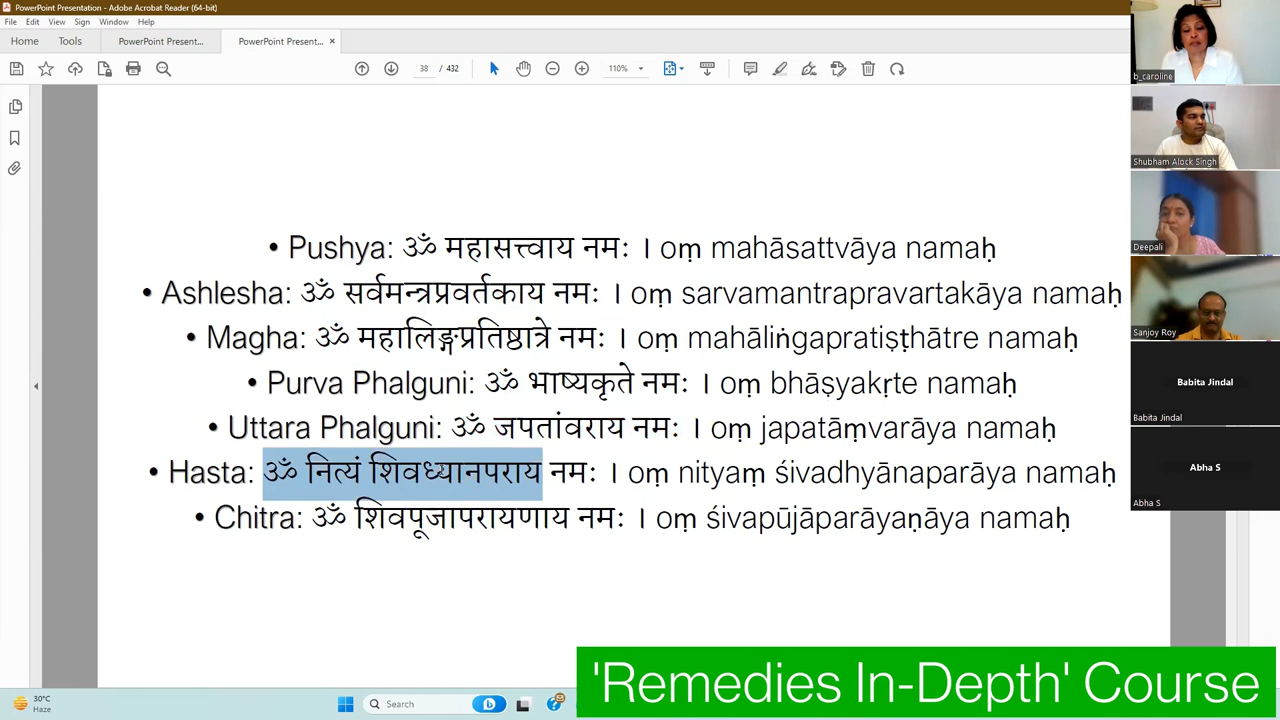 PowerPoint Presentation - Adobe Acrobat Reader (64-bit)
File Edit View Sign Window Help
Home Tools PowerPoint Present... PowerPoint Present... ×
38 / 432 110%
• Pushya: ॐ महासत्त्वाय नमः । oṃ mahāsattvāya namaḥ
• Ashlesha: ॐ सर्वमन्त्रप्रवर्तकाय नमः । oṃ sarvamantrapravartakāya namaḥ
• Magha: ॐ महालिङ्गप्रतिष्ठात्रे नमः । oṃ mahāliṅgapratiṣṭhātre namaḥ
• Purva Phalguni: ॐ भाष्यकृते नमः । oṃ bhāṣyakṛte namaḥ
• Uttara Phalguni: ॐ जपतांवराय नमः । oṃ japatāṃvarāya namaḥ
• Hasta: ॐ नित्यं शिवध्यानपराय नमः । oṃ nityaṃ śivadhyānaparāya namaḥ
• Chitra: ॐ शिवपूजापरायणाय नमः । oṃ śivapūjāparāyaṇāya namaḥ
b_caroline
Shubham Alock Singh
Deepali
Sanjoy Roy
Babita Jindal
Babita Jindal
Abha S
Abha S
'Remedies In-Depth' Course
30°C
Haze
Search